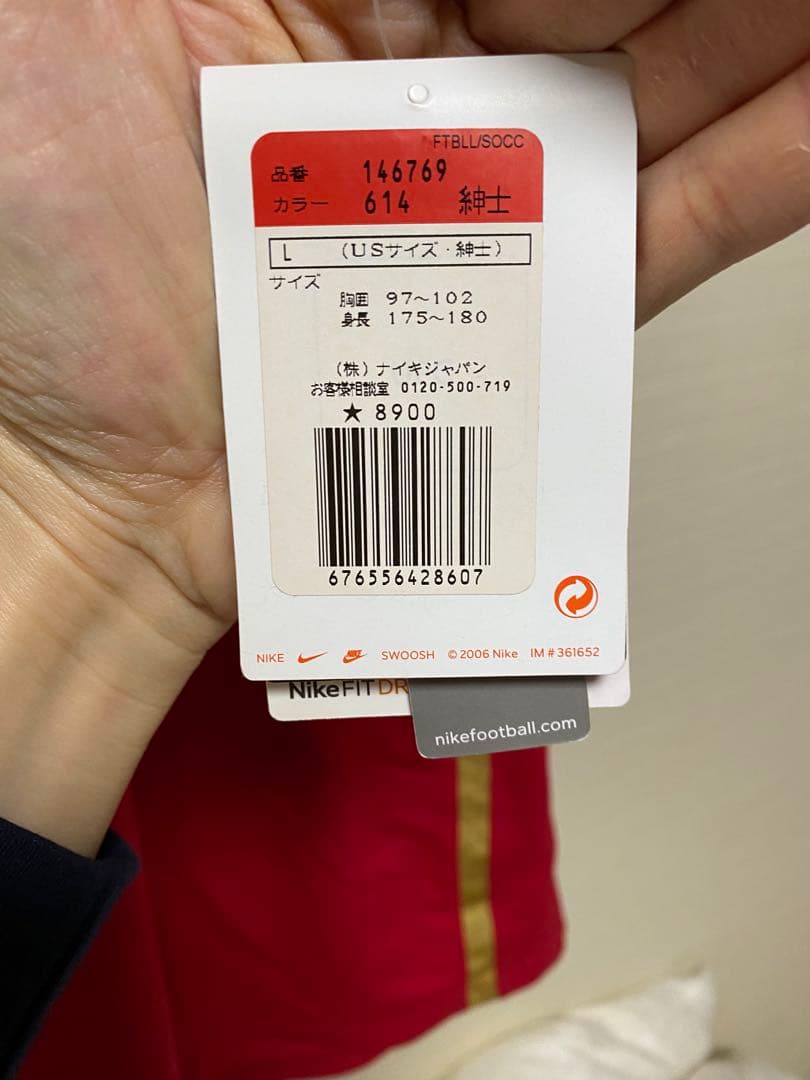 FTBLL/SOCC
品番 146769
カラー 614 紳士
L (USサイズ・紳士)
サイズ
胸囲 97~102
身長 175~180
(株)ナイキジャパン
お客様相談室 0120-500-719
★ 8900
676556428607
NIKE NIKE SWOOSH © 2006 Nike IM # 361652
NikeFITDR
nikefootball.com